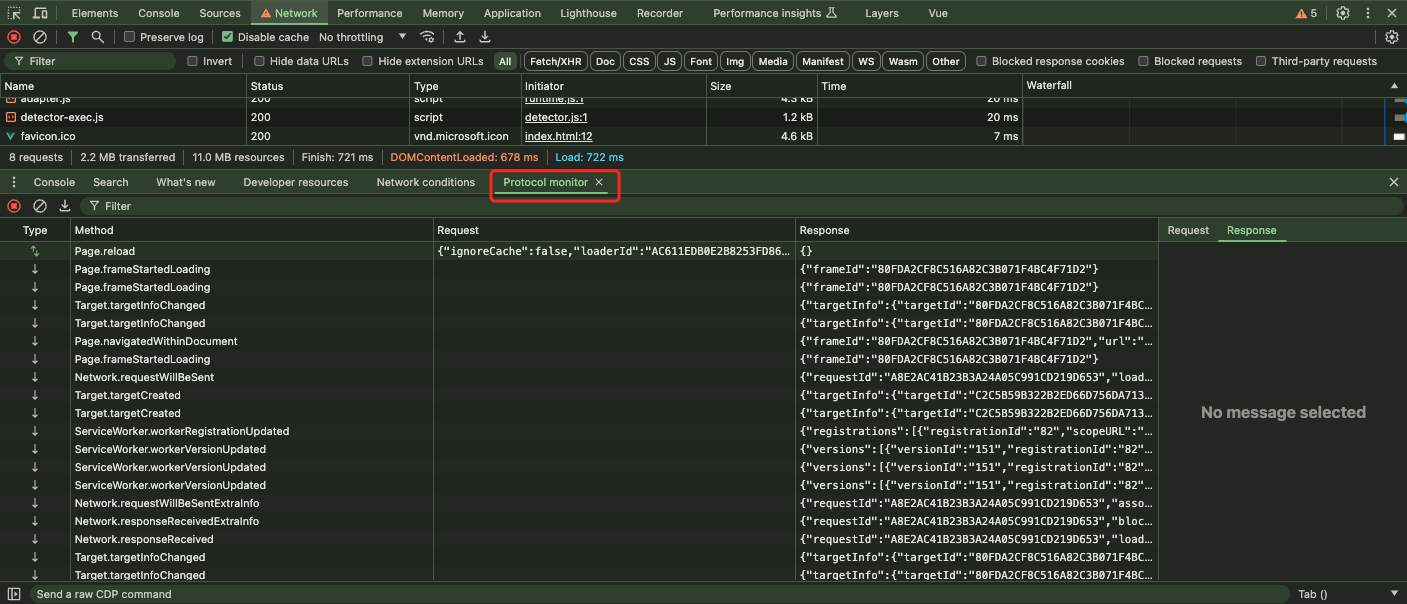 Elements Console Sources Network Performance Memory Application Lighthouse Recorder Performance insights Layers Vue 5
Preserve log Disable cache No throttling
Filter Invert Hide data URLs Hide extension URLs All Fetch/XHR Doc CSS JS Font Img Media Manifest WS Wasm Other Blocked response cookies Blocked requests Third-party requests
Name Status Type Initiator Size Time Waterfall
adapter.js 200 script runtime.js:1 4.3 kB 20 ms
detector-exec.js 200 script detector.js:1 1.2 kB 20 ms
favicon.ico 200 vnd.microsoft.icon index.html:12 4.6 kB 7 ms
8 requests 2.2 MB transferred 11.0 MB resources Finish: 721 ms DOMContentLoaded: 678 ms Load: 722 ms
Console Search What's new Developer resources Network conditions Protocol monitor
Filter
Type Method Request Response Request Response
Page.reload {"ignoreCache":false,"loaderId":"AC611EDB0E2B8253FD86… {}
Page.frameStartedLoading {"frameId":"80FDA2CF8C516A82C3B071F4BC4F71D2"}
Page.frameStartedLoading {"frameId":"80FDA2CF8C516A82C3B071F4BC4F71D2"}
Target.targetInfoChanged {"targetInfo":{"targetId":"80FDA2CF8C516A82C3B071F4BC…
Target.targetInfoChanged {"targetInfo":{"targetId":"80FDA2CF8C516A82C3B071F4BC…
Page.navigatedWithinDocument {"frameId":"80FDA2CF8C516A82C3B071F4BC4F71D2","url":"…
Page.frameStartedLoading {"frameId":"80FDA2CF8C516A82C3B071F4BC4F71D2"}
Network.requestWillBeSent {"requestId":"A8E2AC41B23B3A24A05C991CD219D653","load…
Target.targetCreated {"targetInfo":{"targetId":"C2C5B59B322B2ED66D756DA713…
Target.targetCreated {"targetInfo":{"targetId":"C2C5B59B322B2ED66D756DA713…
No message selected
ServiceWorker.workerRegistrationUpdated {"registrations":[{"registrationId":"82","scopeURL":"…
ServiceWorker.workerVersionUpdated {"versions":[{"versionId":"151","registrationId":"82"…
ServiceWorker.workerVersionUpdated {"versions":[{"versionId":"151","registrationId":"82"…
ServiceWorker.workerVersionUpdated {"versions":[{"versionId":"151","registrationId":"82"…
Network.requestWillBeSentExtraInfo {"requestId":"A8E2AC41B23B3A24A05C991CD219D653","asso…
Network.responseReceivedExtraInfo {"requestId":"A8E2AC41B23B3A24A05C991CD219D653","bloc…
Network.responseReceived {"requestId":"A8E2AC41B23B3A24A05C991CD219D653","load…
Target.targetInfoChanged {"targetInfo":{"targetId":"80FDA2CF8C516A82C3B071F4BC…
Target.targetInfoChanged {"targetInfo":{"targetId":"80FDA2CF8C516A82C3B071F4BC…
Send a raw CDP command Tab ()